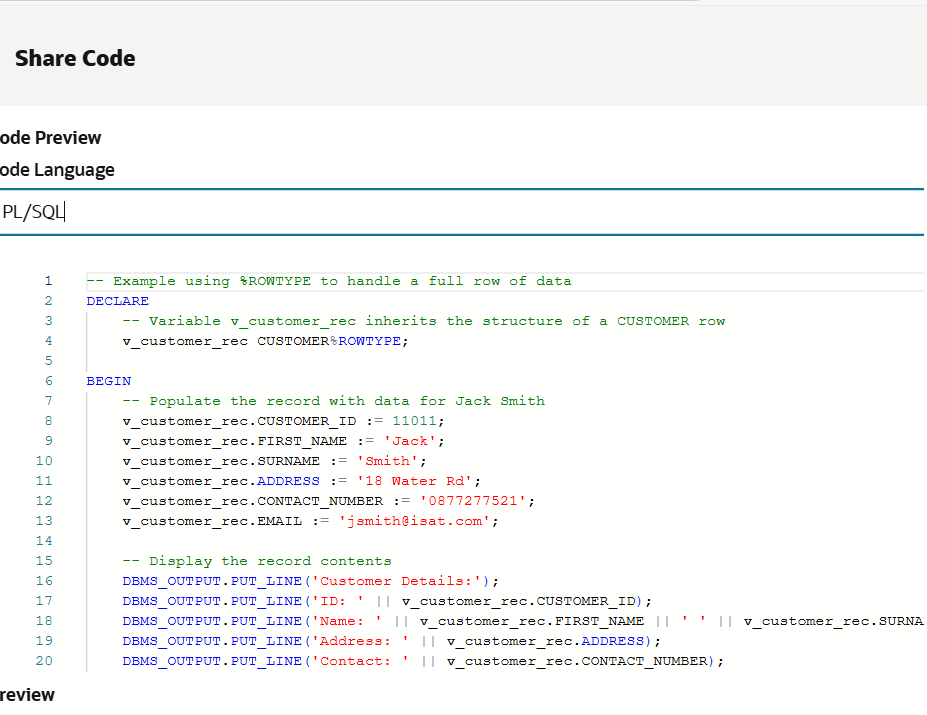 Share Code
ode Preview
ode Language
PL/SQL
1 -- Example using %ROWTYPE to handle a full row of data
2 DECLARE
3 -- Variable v_customer_rec inherits the structure of a CUSTOMER row
4 v_customer_rec CUSTOMER%ROWTYPE;
5
6 BEGIN
7 -- Populate the record with data for Jack Smith
8 v_customer_rec.CUSTOMER_ID := 11011;
9 v_customer_rec.FIRST_NAME := 'Jack';
10 v_customer_rec.SURNAME := 'Smith';
11 v_customer_rec.ADDRESS := '18 Water Rd';
12 v_customer_rec.CONTACT_NUMBER := '0877277521';
13 v_customer_rec.EMAIL := 'jsmith@isat.com';
14
15 -- Display the record contents
16 DBMS_OUTPUT.PUT_LINE('Customer Details:');
17 DBMS_OUTPUT.PUT_LINE('ID: ' || v_customer_rec.CUSTOMER_ID);
18 DBMS_OUTPUT.PUT_LINE('Name: ' || v_customer_rec.FIRST_NAME || ' ' || v_customer_rec.SURNA
19 DBMS_OUTPUT.PUT_LINE('Address: ' || v_customer_rec.ADDRESS);
20 DBMS_OUTPUT.PUT_LINE('Contact: ' || v_customer_rec.CONTACT_NUMBER);
review